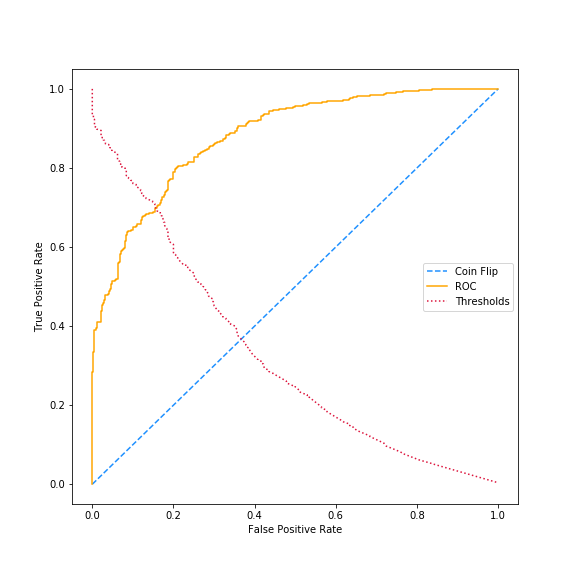 1.0
0.8
0.6
0.4
0.2
0.0
True Positive Rate
Coin Flip
ROC
Thresholds
0.0 0.2 0.4 0.6 0.8 1.0
False Positive Rate